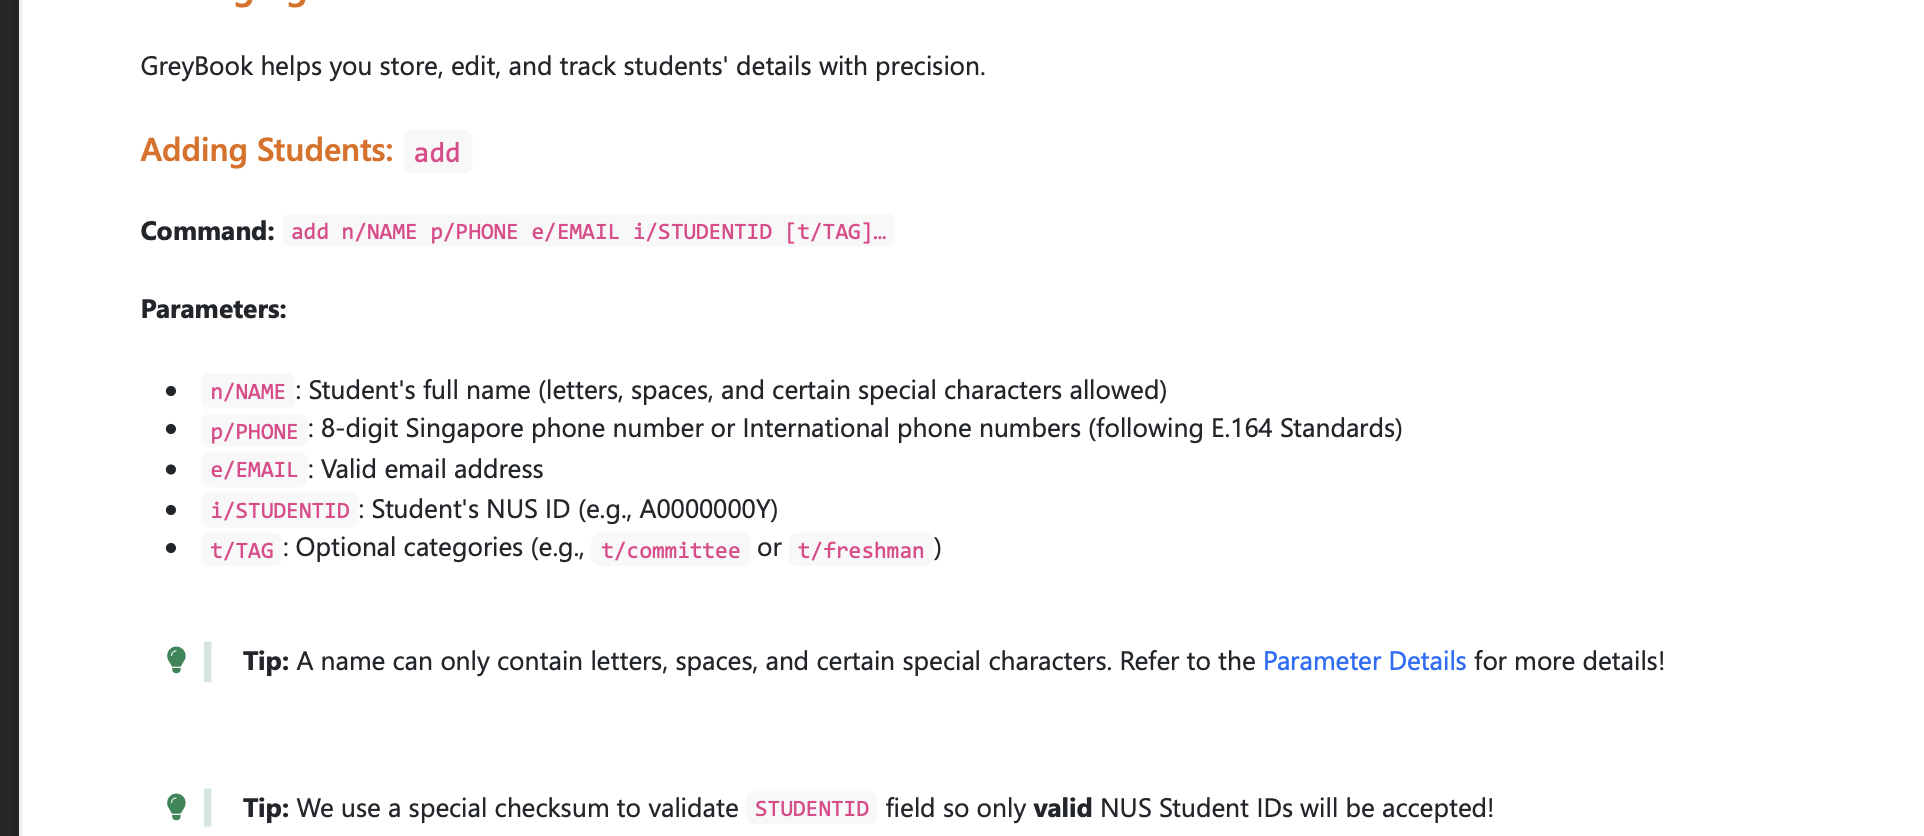 GreyBook helps you store, edit, and track students' details with precision.
Adding Students: add
Command: add n/NAME p/PHONE e/EMAIL i/STUDENTID [t/TAG]…
Parameters:
• n/NAME : Student's full name (letters, spaces, and certain special characters allowed)
• p/PHONE : 8-digit Singapore phone number or International phone numbers (following E.164 Standards)
• e/EMAIL : Valid email address
• i/STUDENTID : Student's NUS ID (e.g., A0000000Y)
• t/TAG : Optional categories (e.g., t/committee or t/freshman )
Tip: A name can only contain letters, spaces, and certain special characters. Refer to the Parameter Details for more details!
Tip: We use a special checksum to validate STUDENTID field so only valid NUS Student IDs will be accepted!